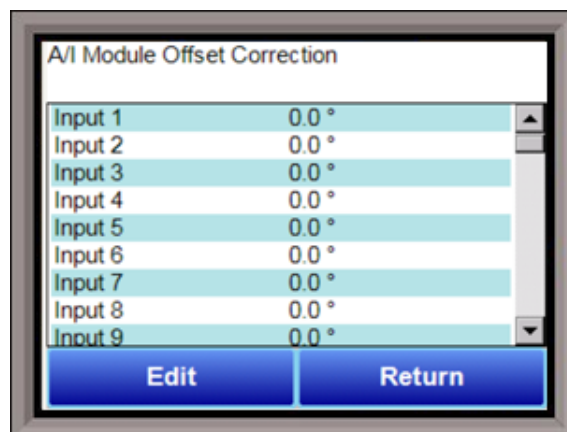 A/I Module Offset Correction
Input 1 0.0 °
Input 2 0.0 °
Input 3 0.0 °
Input 4 0.0 °
Input 5 0.0 °
Input 6 0.0 °
Input 7 0.0 °
Input 8 0.0 °
Input 9 0.0 °
Edit Return